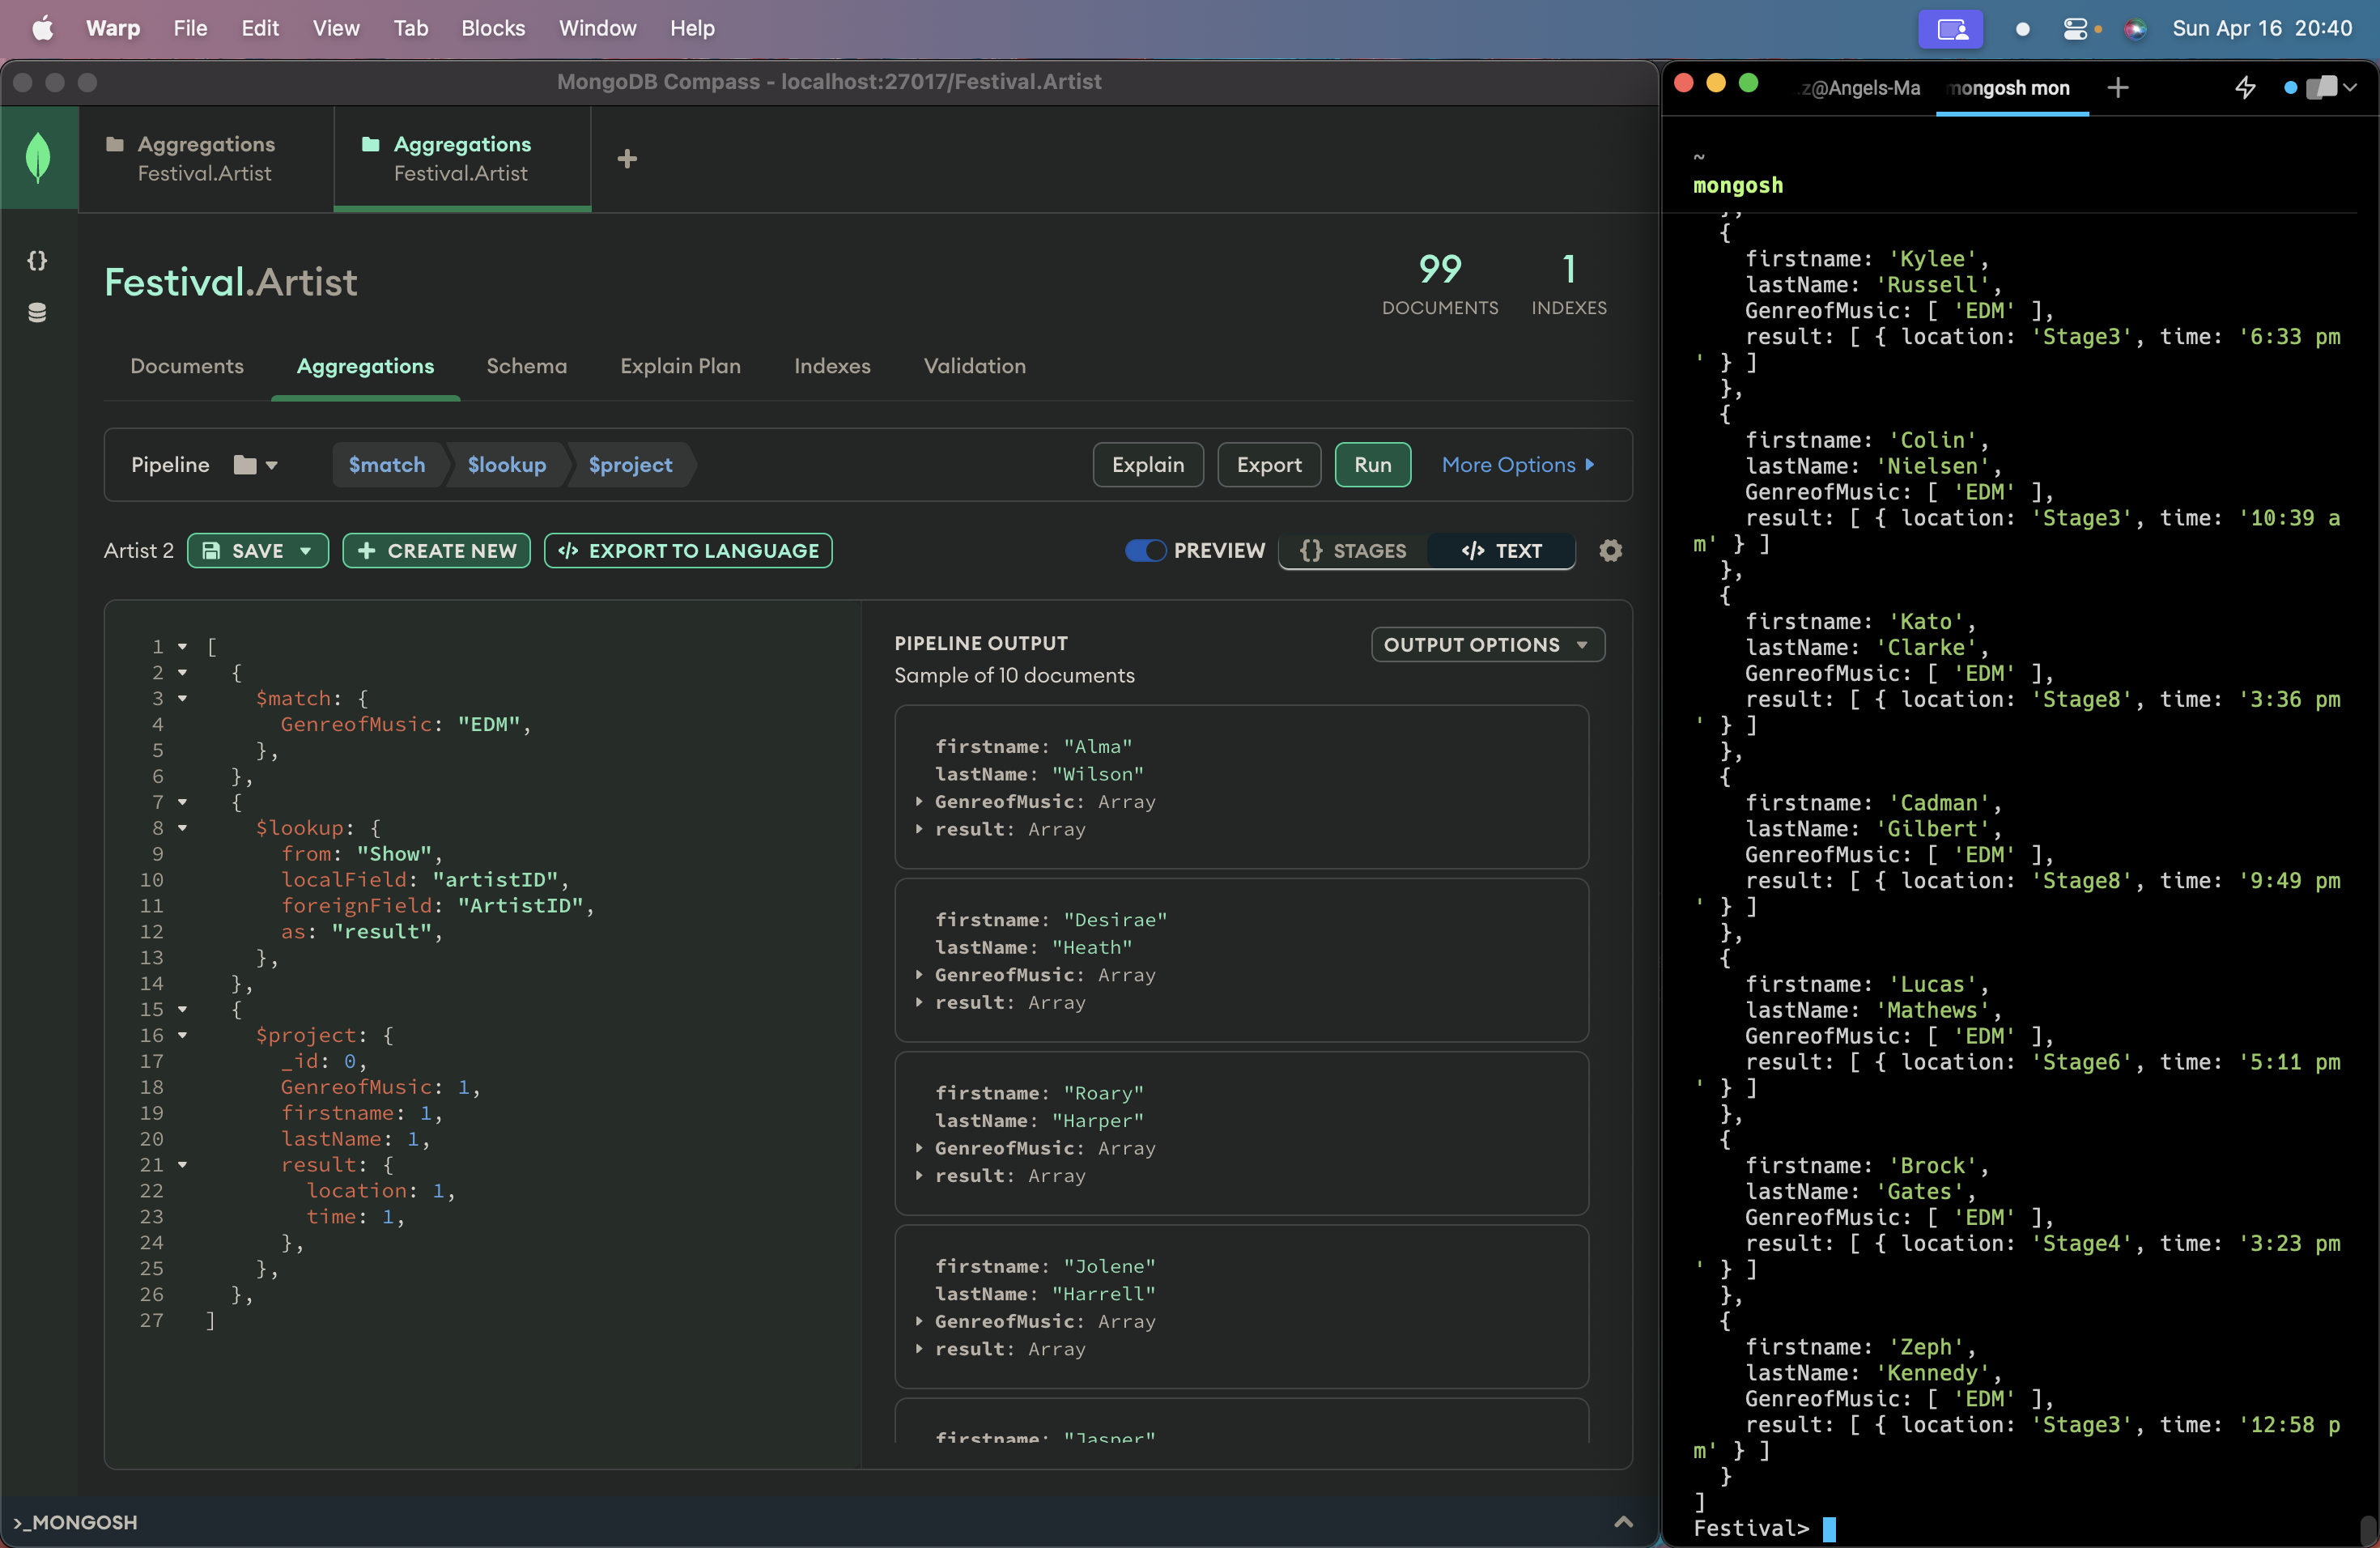 Warp File Edit View Tab Blocks Window Help
Sun Apr 16 20:40
MongoDB Compass - localhost:27017/Festival.Artist
Aggregations
Festival.Artist
Aggregations
Festival.Artist
+
{}
Festival.Artist
99
DOCUMENTS
1
INDEXES
Documents Aggregations Schema Explain Plan Indexes Validation
Pipeline $match $lookup $project Explain Export Run More Options
Artist 2 SAVE + CREATE NEW </> EXPORT TO LANGUAGE PREVIEW {} STAGES </> TEXT
1 [
2 {
3 $match: {
4 GenreofMusic: "EDM",
5 },
6 },
7 {
8 $lookup: {
9 from: "Show",
10 localField: "artistID",
11 foreignField: "ArtistID",
12 as: "result",
13 },
14 },
15 {
16 $project: {
17 _id: 0,
18 GenreofMusic: 1,
19 firstname: 1,
20 lastName: 1,
21 result: {
22 location: 1,
23 time: 1,
24 },
25 },
26 },
27 ]
PIPELINE OUTPUT
OUTPUT OPTIONS
Sample of 10 documents
firstname: "Alma"
lastName: "Wilson"
GenreofMusic: Array
result: Array
firstname: "Desirae"
lastName: "Heath"
GenreofMusic: Array
result: Array
firstname: "Roary"
lastName: "Harper"
GenreofMusic: Array
result: Array
firstname: "Jolene"
lastName: "Harrell"
GenreofMusic: Array
result: Array
firstname: "Jasper"
>_MONGOSH
.z@Angels-Ma mongosh mon +
~
mongosh
},
{
firstname: 'Kylee',
lastName: 'Russell',
GenreofMusic: [ 'EDM' ],
result: [ { location: 'Stage3', time: '6:33 pm
' } ]
},
{
firstname: 'Colin',
lastName: 'Nielsen',
GenreofMusic: [ 'EDM' ],
result: [ { location: 'Stage3', time: '10:39 a
m' } ]
},
{
firstname: 'Kato',
lastName: 'Clarke',
GenreofMusic: [ 'EDM' ],
result: [ { location: 'Stage8', time: '3:36 pm
' } ]
},
{
firstname: 'Cadman',
lastName: 'Gilbert',
GenreofMusic: [ 'EDM' ],
result: [ { location: 'Stage8', time: '9:49 pm
' } ]
},
{
firstname: 'Lucas',
lastName: 'Mathews',
GenreofMusic: [ 'EDM' ],
result: [ { location: 'Stage6', time: '5:11 pm
' } ]
},
{
firstname: 'Brock',
lastName: 'Gates',
GenreofMusic: [ 'EDM' ],
result: [ { location: 'Stage4', time: '3:23 pm
' } ]
},
{
firstname: 'Zeph',
lastName: 'Kennedy',
GenreofMusic: [ 'EDM' ],
result: [ { location: 'Stage3', time: '12:58 p
m' } ]
}
]
Festival>